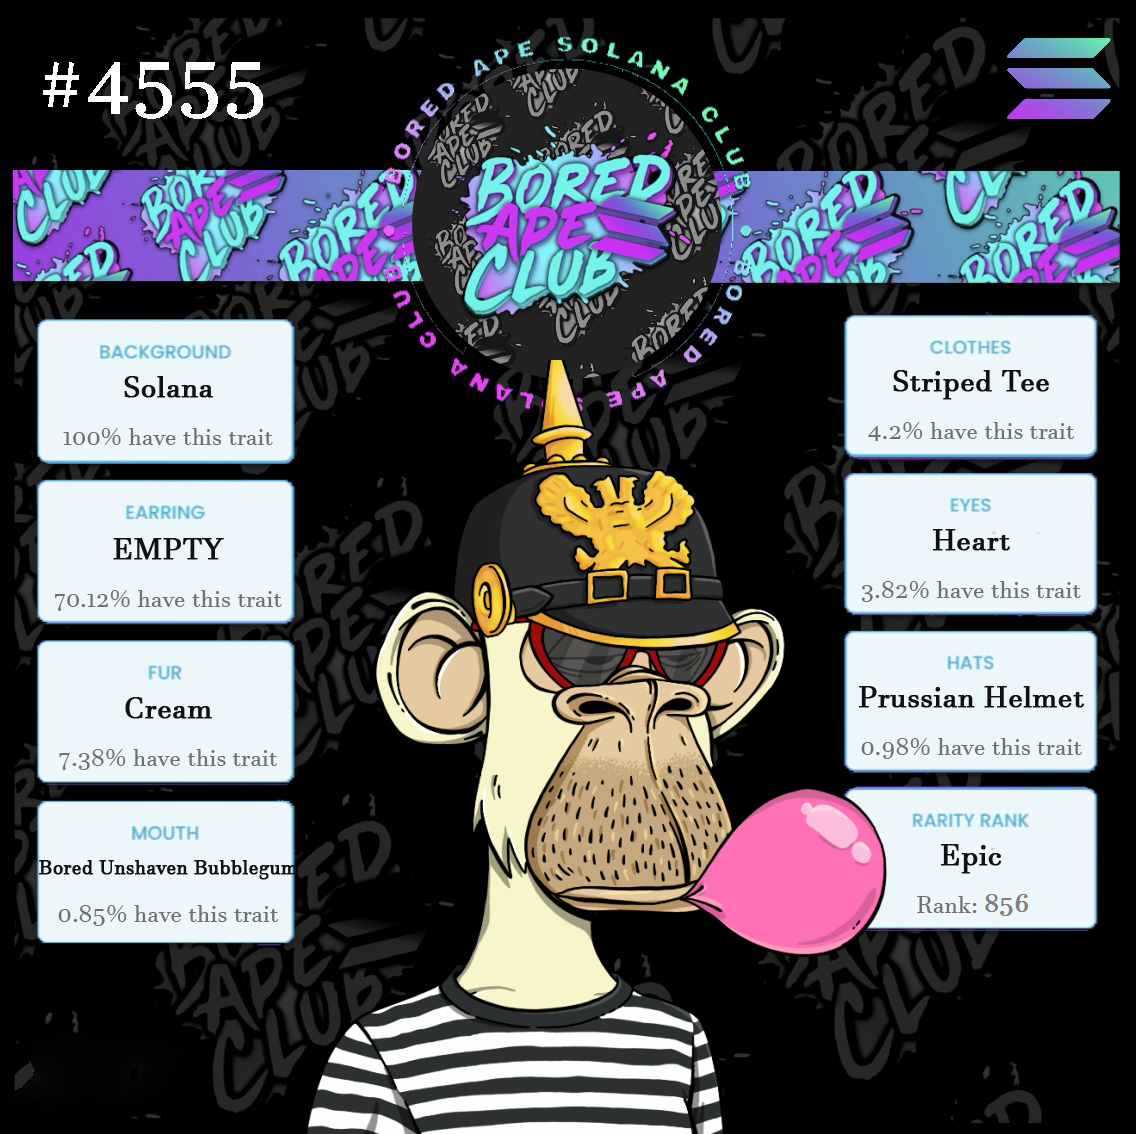 #4555
BORED APE SOLANA CLUB
BORED APE SOLANA CLUB
BORED
APE
CLUB
BACKGROUND
Solana
100% have this trait
EARRING
EMPTY
70.12% have this trait
FUR
Cream
7.38% have this trait
MOUTH
Bored Unshaven Bubblegum
0.85% have this trait
CLOTHES
Striped Tee
4.2% have this trait
EYES
Heart
3.82% have this trait
HATS
Prussian Helmet
0.98% have this trait
RARITY RANK
Epic
Rank: 856